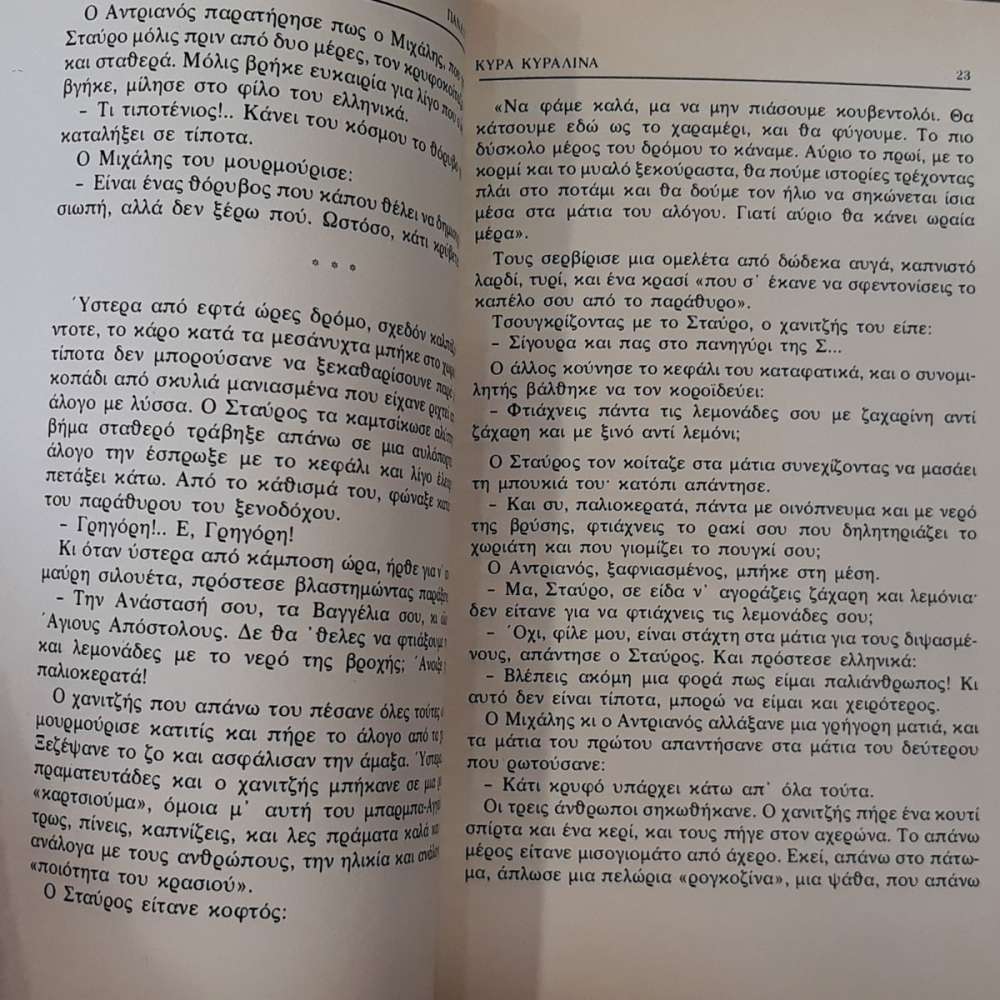 ΠΑΝΑ
Ο Αντριανός παρατήρησε πως ο Μιχάλης, που
Σταύρο μόλις πριν από δυο μέρες, τον κρυφοκοίταζε
και σταθερά. Μόλις βρήκε ευκαιρία για λίγο που
βγήκε, μίλησε στο φίλο του ελληνικά.
– Τι τιποτένιος!.. Κάνει του κόσμου το θόρυβο
καταλήξει σε τίποτα.
Ο Μιχάλης του μουρμούρισε:
– Είναι ένας θόρυβος που κάπου θέλει να
σιωπή, αλλά δεν ξέρω πού. Ωστόσο, κάτι
* * *
Ύστερα από εφτά ώρες δρόμο, σχεδόν
ντοτε, το κάρο κατά τα μεσάνυχτα μπήκε στο
τίποτα δεν μπορούσανε να ξεκαθαρίσουνε
κοπάδι από σκυλιά μανιασμένα που είχανε ριχτεί
άλογο με λύσσα. Ο Σταύρος τα καμτσίκωσε
βήμα σταθερό τράβηξε απάνω σε μια
άλογο την έσπρωξε με το κεφάλι και λίγο
πετάξει κάτω. Από το κάθισμά του, φώναξε
του παράθυρου του ξενοδόχου.
– Γρηγόρη!.. Ε, Γρηγόρη!
Κι όταν ύστερα από κάμποση ώρα, ήρθε για ν'
μαύρη σιλουέτα, πρόστεσε βλαστημώντας
– Την Ανάστασή σου, τα Βαγγέλια σου, κι
Άγιους Απόστολους. Δε θα 'θελες να φτιάξουμε
και λεμονάδες με το νερό της βροχής; Άνοιξε
παλιοκερατά!
Ο χανιτζής που απάνω του πέσανε όλες τούτες
μουρμούρισε κατιτίς και πήρε το άλογο από
Ξεζέψανε το ζο και ασφάλισαν την άμαξα. Ύστερα
πραματευτάδες και ο χανιτζής μπήκανε σε μια
«καρτσιούμα», όμοια μ' αυτή του μπαρμπα-
τρως, πίνεις, καπνίζεις, και λες πράματα καλά
ανάλογα με τους ανθρώπους, την ηλικία και
«ποιότητα του κρασιού».
Ο Σταύρος είτανε κοφτός:
ΚΥΡΑ ΚΥΡΑΛΙΝΑ 23
«Να φάμε καλά, μα να μην πιάσουμε κουβεντολόι. Θα
κάτσουμε εδώ ως το χαραμέρι, και θα φύγουμε. Το πιο
δύσκολο μέρος του δρόμου το κάναμε. Αύριο το πρωί, με το
κορμί και το μυαλό ξεκούραστα, θα πούμε ιστορίες τρέχοντας
πλάι στο ποτάμι και θα δούμε τον ήλιο να σηκώνεται ίσια
μέσα στα μάτια του αλόγου. Γιατί αύριο θα κάνει ωραία
μέρα».
Τους σερβίρισε μια ομελέτα από δώδεκα αυγά, καπνιστό
λαρδί, τυρί, και ένα κρασί «που σ' έκανε να σφεντονίσεις το
καπέλο σου από το παράθυρο».
Τσουγκρίζοντας με το Σταύρο, ο χανιτζής του είπε:
– Σίγουρα και πας στο πανηγύρι της Σ...
Ο άλλος κούνησε το κεφάλι του καταφατικά, και ο συνομι-
λητής βάλθηκε να τον κοροϊδεύει:
– Φτιάχνεις πάντα τις λεμονάδες σου με ζαχαρίνη αντί
ζάχαρη και με ξινό αντί λεμόνι;
Ο Σταύρος τον κοίταζε στα μάτια συνεχίζοντας να μασάει
τη μπουκιά του· κατόπι απάντησε.
– Και συ, παλιοκερατά, πάντα με οινόπνευμα και με νερό
της βρύσης, φτιάχνεις το ρακί σου που δηλητηριάζει το
χωριάτη και που γιομίζει το πουγκί σου;
Ο Αντριανός, ξαφνιασμένος, μπήκε στη μέση.
– Μα, Σταύρο, σε είδα ν' αγοράζεις ζάχαρη και λεμόνια·
δεν είτανε για να φτιάχνεις τις λεμονάδες σου;
– Όχι, φίλε μου, είναι στάχτη στα μάτια για τους διψασμέ-
νους, απάντησε ο Σταύρος. Και πρόστεσε ελληνικά:
– Βλέπεις ακόμη μια φορά πως είμαι παλιάνθρωπος! Κι
αυτό δεν είναι τίποτα, μπορώ να είμαι και χειρότερος.
Ο Μιχάλης κι ο Αντριανός αλλάξανε μια γρήγορη ματιά, και
τα μάτια του πρώτου απαντήσανε στα μάτια του δεύτερου
που ρωτούσανε:
– Κάτι κρυφό υπάρχει κάτω απ' όλα τούτα.
Οι τρεις άνθρωποι σηκωθήκανε. Ο χανιτζής πήρε ένα κουτί
σπίρτα και ένα κερί, και τους πήγε στον αχερώνα. Το απάνω
μέρος είτανε μισογιομάτο από άχερο. Εκεί, απάνω στο πάτω-
μα, άπλωσε μια πελώρια «ρογκοζίνα», μια ψάθα, που απάνω